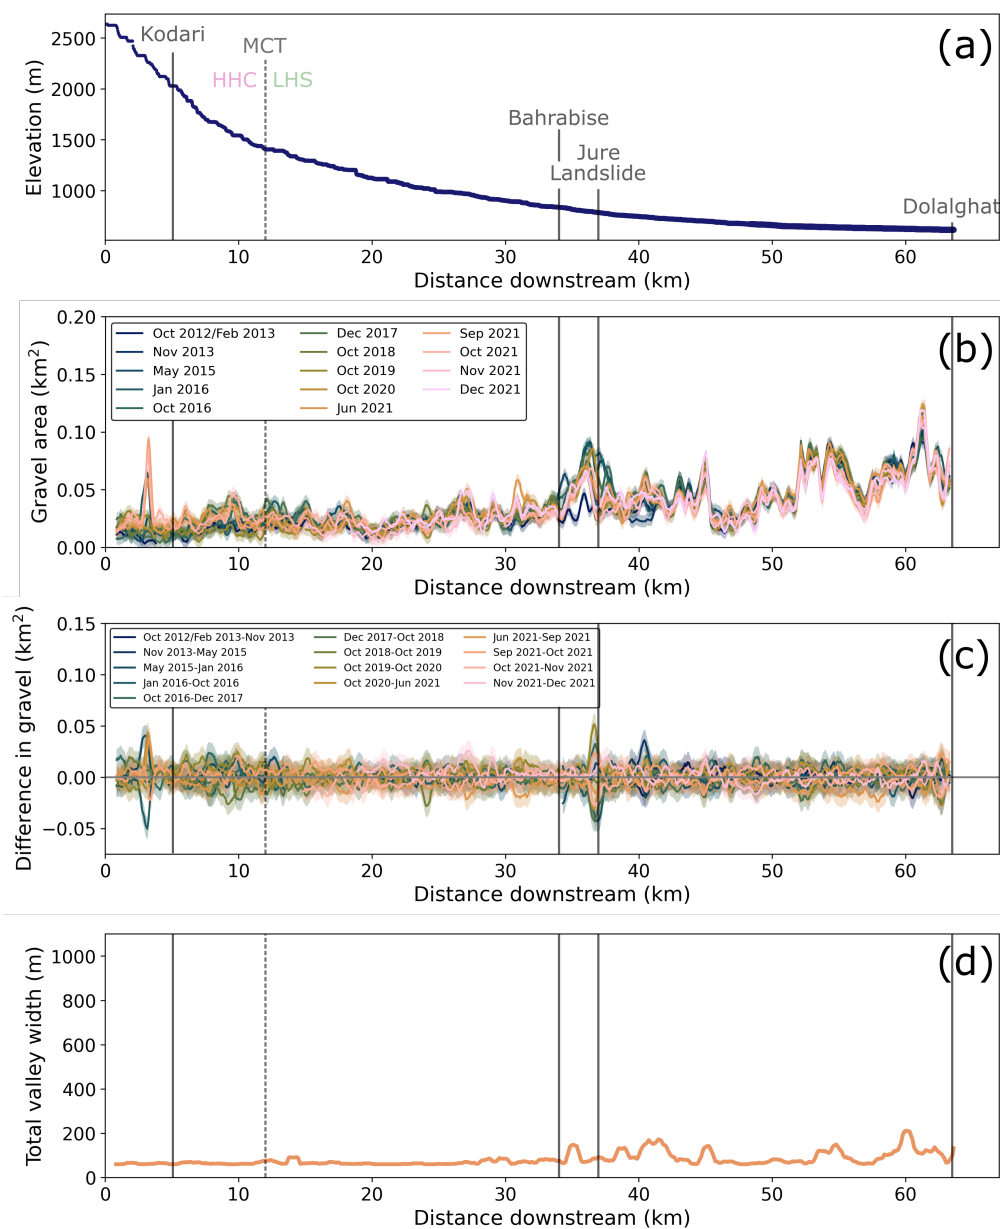 (a)
Kodari
MCT
HHC LHS
Bahrabise
Jure
Landslide
Dolalghat
Elevation (m)
2500
2000
1500
1000
0 10 20 30 40 50 60
Distance downstream (km)
(b)
Gravel area (km²)
0.20
0.15
0.10
0.05
0.00
Oct 2012/Feb 2013 Dec 2017 Sep 2021
Nov 2013 Oct 2018 Oct 2021
May 2015 Oct 2019 Nov 2021
Jan 2016 Oct 2020 Dec 2021
Oct 2016 Jun 2021
0 10 20 30 40 50 60
Distance downstream (km)
(c)
Difference in gravel (km²)
0.15
0.10
0.05
0.00
−0.05
Oct 2012/Feb 2013-Nov 2013 Dec 2017-Oct 2018 Jun 2021-Sep 2021
Nov 2013-May 2015 Oct 2018-Oct 2019 Sep 2021-Oct 2021
May 2015-Jan 2016 Oct 2019-Oct 2020 Oct 2021-Nov 2021
Jan 2016-Oct 2016 Oct 2020-Jun 2021 Nov 2021-Dec 2021
Oct 2016-Dec 2017
0 10 20 30 40 50 60
Distance downstream (km)
(d)
Total valley width (m)
1000
800
600
400
200
0
0 10 20 30 40 50 60
Distance downstream (km)